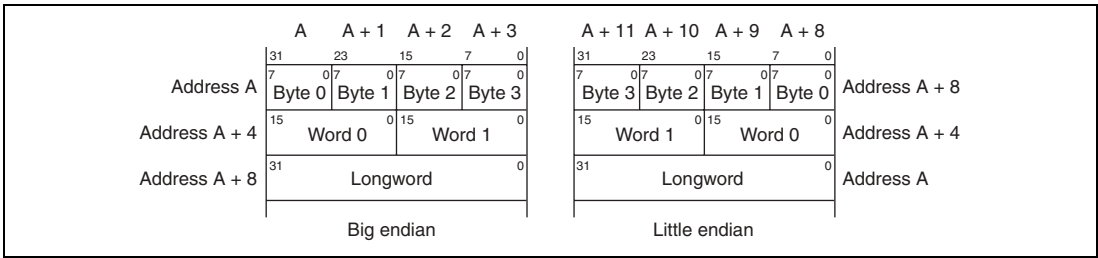 A A + 1 A + 2 A + 3 A + 11 A + 10 A + 9 A + 8
31 23 15 7 0 31 23 15 7 0
7 0 7 0 7 0 7 0 7 0 7 0 7 0 7 0
Address A Byte 0 Byte 1 Byte 2 Byte 3 Byte 3 Byte 2 Byte 1 Byte 0 Address A + 8
15 0 15 0 15 0 15 0
Address A + 4 Word 0 Word 1 Word 1 Word 0 Address A + 4
31 0 31 0
Address A + 8 Longword Longword Address A
Big endian Little endian